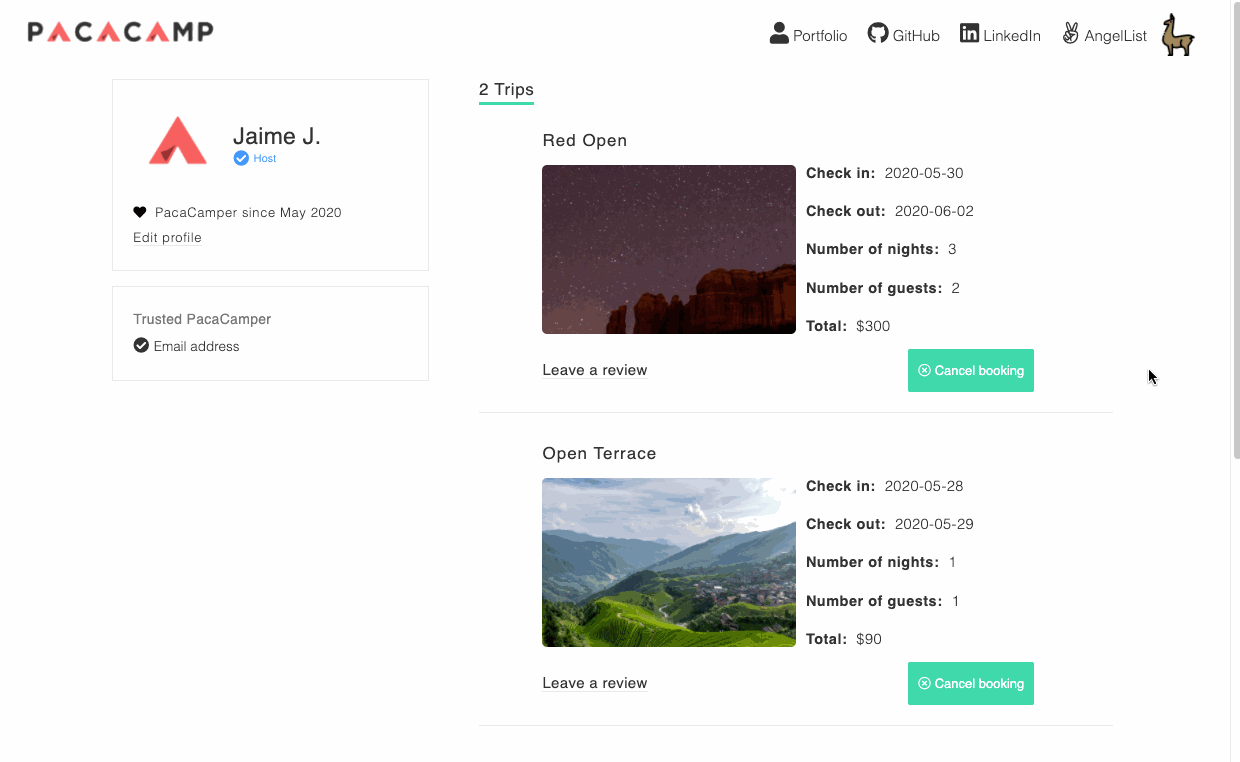 PACACAMP
Portfolio GitHub LinkedIn AngelList
Jaime J.
Host
PacaCamper since May 2020
Edit profile
Trusted PacaCamper
Email address
2 Trips
Red Open
Check in: 2020-05-30
Check out: 2020-06-02
Number of nights: 3
Number of guests: 2
Total: $300
Leave a review
Cancel booking
Open Terrace
Check in: 2020-05-28
Check out: 2020-05-29
Number of nights: 1
Number of guests: 1
Total: $90
Leave a review
Cancel booking